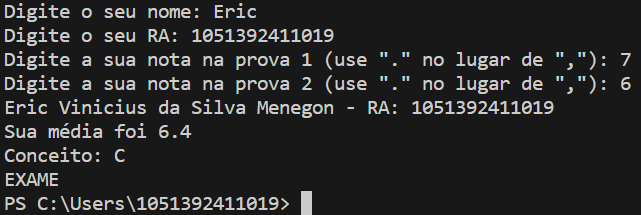 Digite o seu nome: Eric
Digite o seu RA: 1051392411019
Digite a sua nota na prova 1 (use "." no lugar de ","): 7
Digite a sua nota na prova 2 (use "." no lugar de ","): 6
Eric Vinicius da Silva Menegon - RA: 1051392411019
Sua média foi 6.4
Conceito: C
EXAME
PS C:\Users\1051392411019>